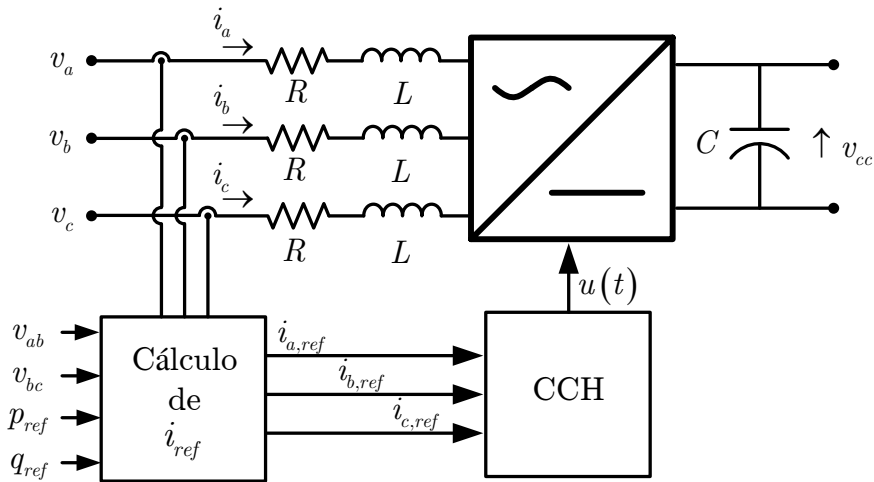 i_a
v_a
R
L
i_b
v_b
R
L
C
↑ v_cc
i_c
v_c
R
L
u(t)
v_ab
v_bc
p_ref
q_ref
Cálculo
de
i_ref
i_a,ref
i_b,ref
i_c,ref
CCH